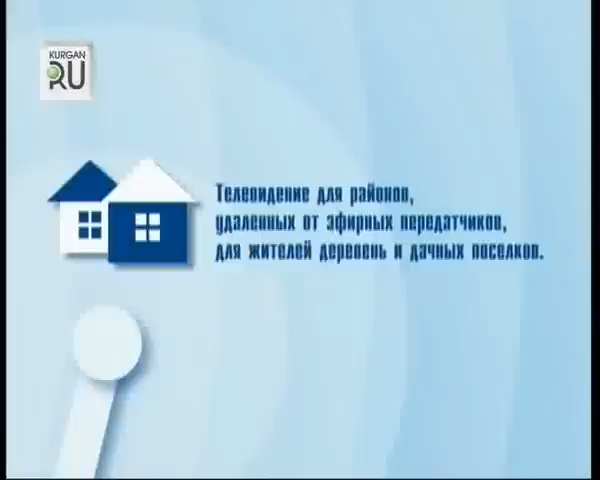 KURGAN
RU
Телевидение для районов,
удаленных от эфирных передатчиков,
для жителей деревень и дачных поселков.